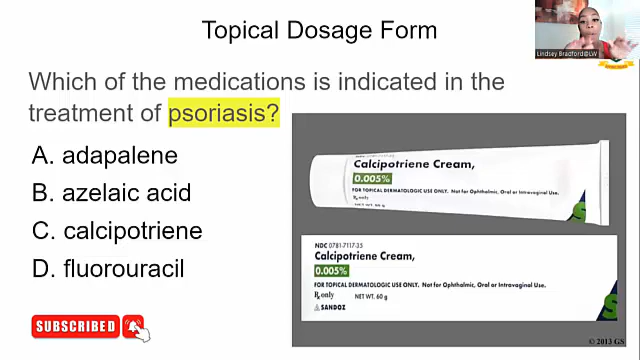 Topical Dosage Form
Lindsey Bradford@LW
Which of the medications is indicated in the
treatment of psoriasis?
A. adapalene
B. azelaic acid
C. calcipotriene
D. fluorouracil
Calcipotriene Cream,
0.005%
FOR TOPICAL DERMATOLOGIC USE ONLY. Not for Ophthalmic, Oral or Intravaginal Use.
Rx only
NDC 0781-7117-35
Calcipotriene Cream,
0.005%
FOR TOPICAL DERMATOLOGIC USE ONLY. Not for Ophthalmic, Oral or Intravaginal Use.
Rx only NET WT. 60 g
SANDOZ
SUBSCRIBED
© 2013 GS